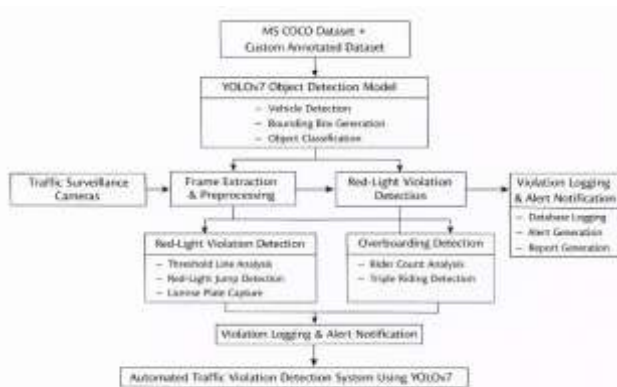 MS COCO Dataset +
Custom Annotated Dataset
YOLOv7 Object Detection Model
– Vehicle Detection
– Bounding Box Generation
– Object Classification
Traffic Surveillance
Cameras
Frame Extraction
& Preprocessing
Red-Light Violation
Detection
Violation Logging
& Alert Notification
– Database Logging
– Alert Generation
– Report Generation
Red-Light Violation Detection
– Threshold Line Analysis
– Red-Light Jump Detection
– License Plate Capture
Overboarding Detection
– Rider Count Analysis
– Triple Riding Detection
Violation Logging & Alert Notification
Automated Traffic Violation Detection System Using YOLOv7